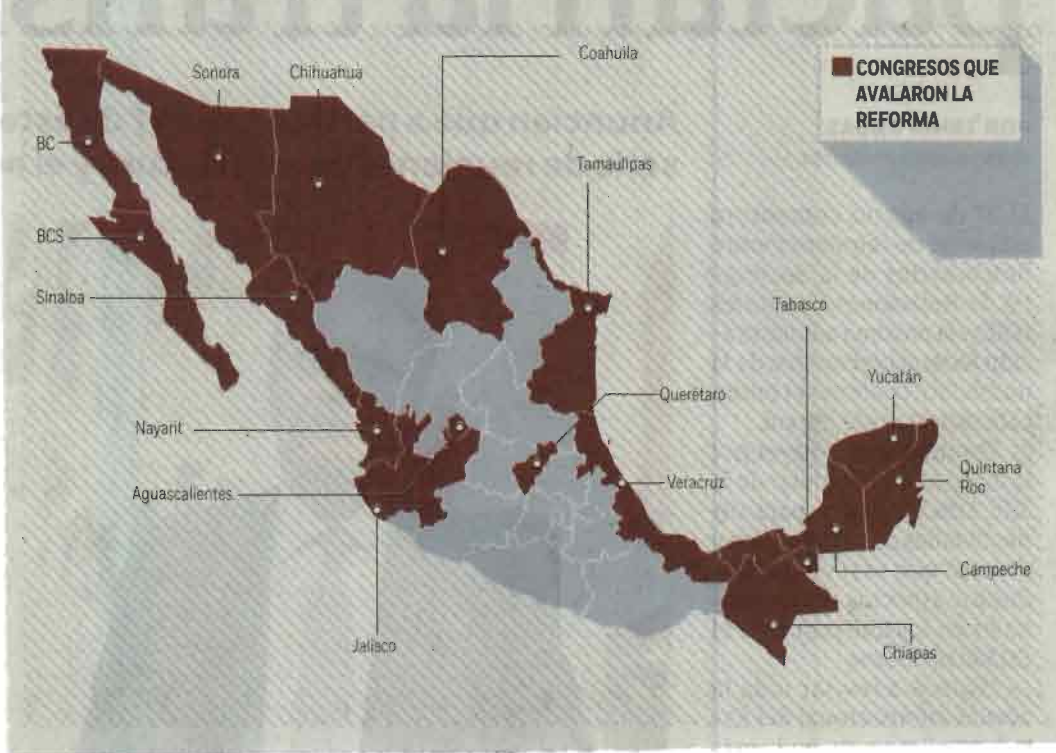 Coahuila
CONGRESOS QUE
AVALARON LA
REFORMA
Sonora
Chihuahua
BC
Tamaulipas
BCS
Sinaloa
Tabasco
Yucatán
Querétaro
Nayarit
Quintana
Roo
Aguascalientes
Veracruz
Campeche
Jalisco
Chiapas